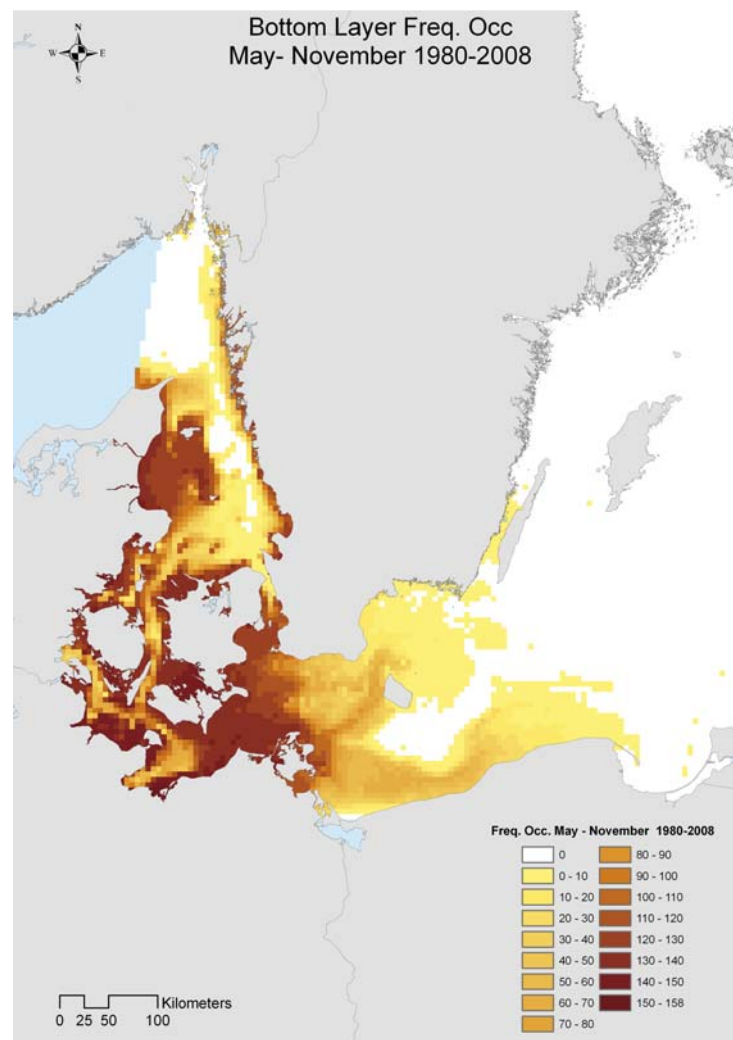 Bottom Layer Freq. Occ
May- November 1980-2008
N
W E
S
Freq. Occ. May - November 1980-2008
0
0 - 10
10 - 20
20 - 30
30 - 40
40 - 50
50 - 60
60 - 70
70 - 80
80 - 90
90 - 100
100 - 110
110 - 120
120 - 130
130 - 140
140 - 150
150 - 158
Kilometers
0 25 50 100